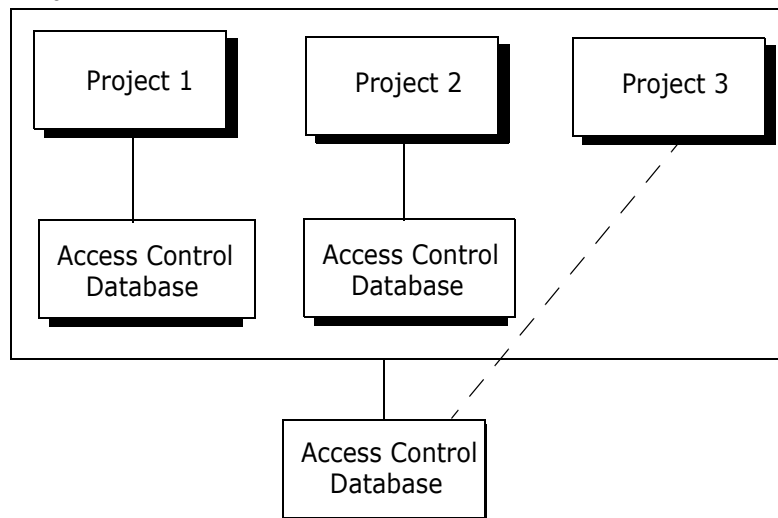 Project 1
Project 2
Project 3
Access Control
Database
Access Control
Database
Access Control
Database